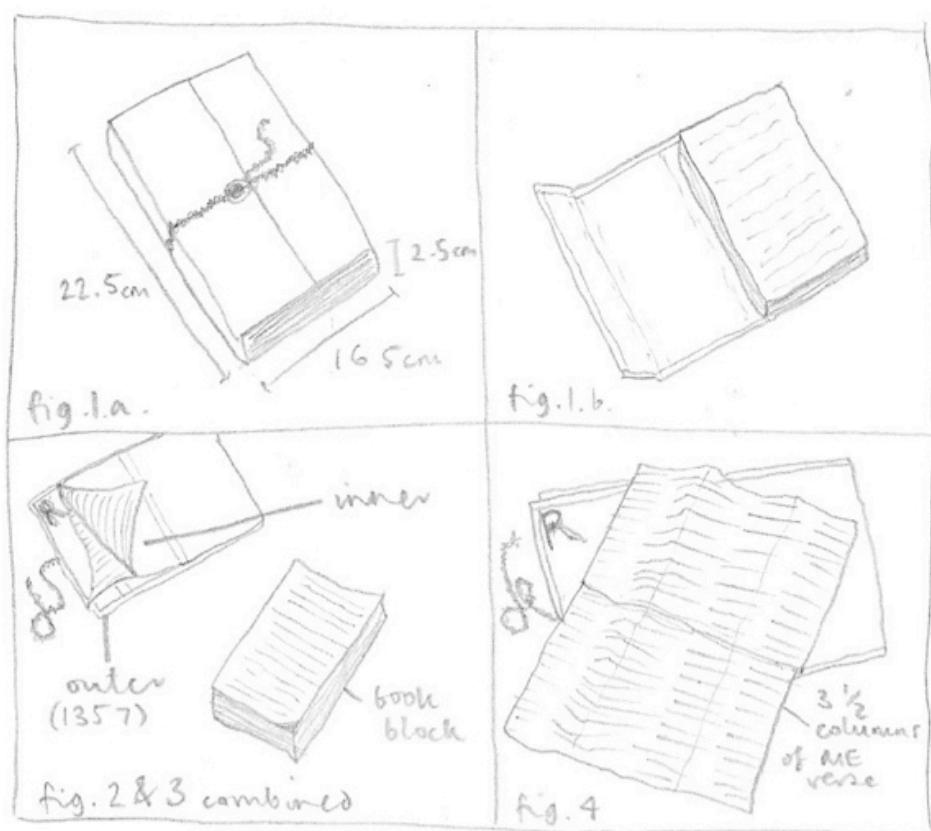 22.5cm
2.5cm
16.5cm
fig.1.a.
fig.1.b.
inner
outer
(1357)
book
block
fig. 2 & 3 combined
3 ½
columns
of ME
verse
fig. 4